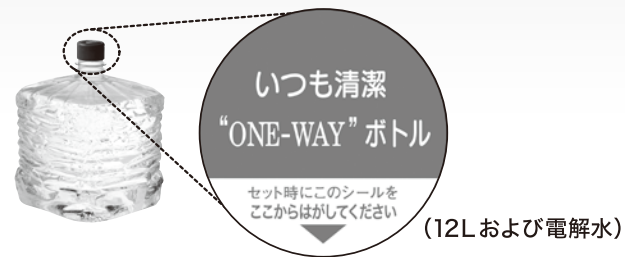 いつも清潔
“ONE-WAY”ボトル
セット時にこのシールを
ここからはがしてください
（12Lおよび電解水）